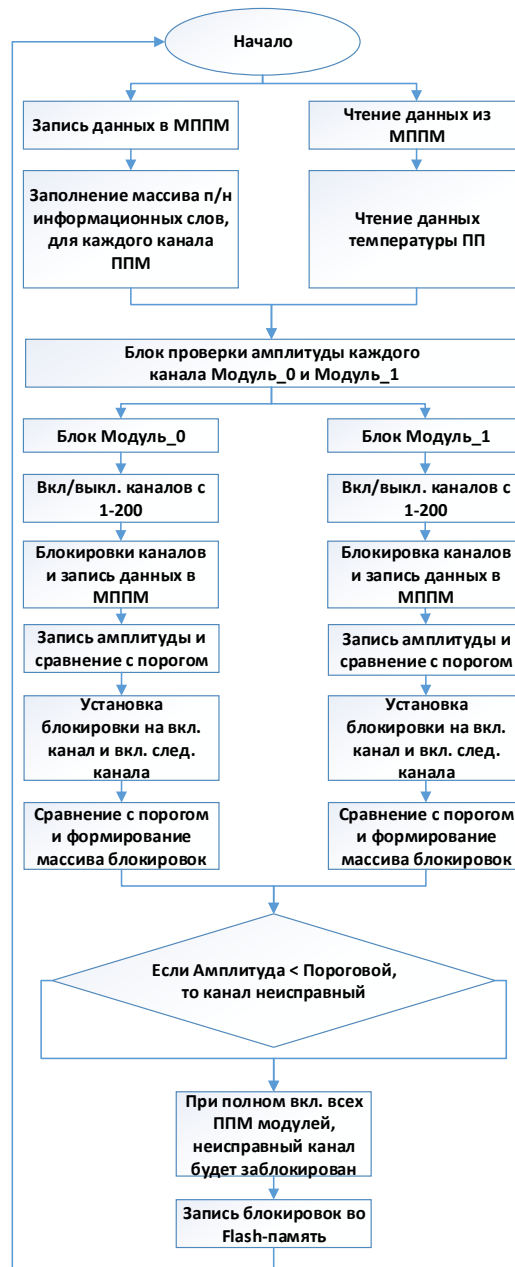 Начало
Запись данных в МППМ
Чтение данных из
МППМ
Заполнение массива п/н
информационных слов,
для каждого канала
ППМ
Чтение данных
температуры ПП
Блок проверки амплитуды каждого
канала Модуль_0 и Модуль_1
Блок Модуль_0
Блок Модуль_1
Вкл/выкл. каналов с
1-200
Вкл/выкл. каналов с
1-200
Блокировки каналов
и запись данных в
МППМ
Блокировка каналов
и запись данных в
МППМ
Запись амплитуды и
сравнение с порогом
Запись амплитуды и
сравнение с порогом
Установка
блокировки на вкл.
канал и вкл. след.
канала
Установка
блокировки на вкл.
канал и вкл. след.
канала
Сравнение с порогом
и формирование
массива блокировок
Сравнение с порогом
и формирование
массива блокировок
Если Амплитуда < Пороговой,
то канал неисправный
При полном вкл. всех
ППМ модулей,
неисправный канал
будет заблокирован
Запись блокировок во
Flash-память